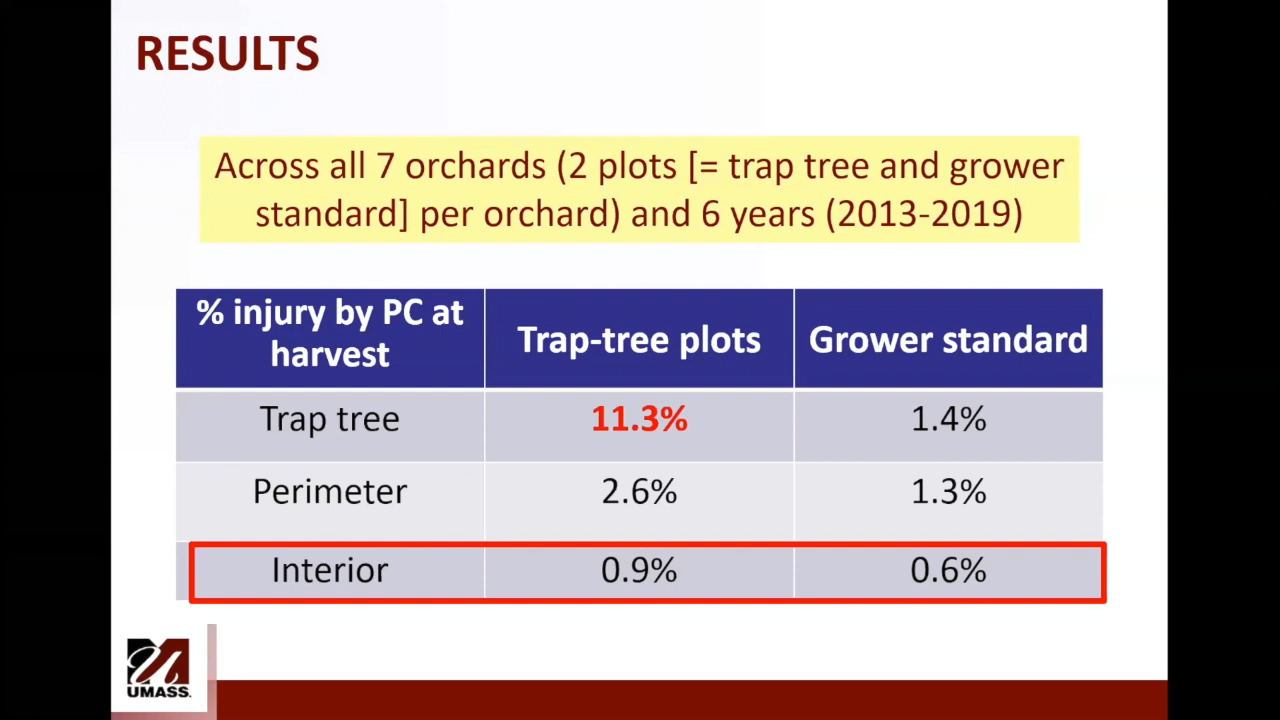 RESULTS
Across all 7 orchards (2 plots [= trap tree and grower
standard] per orchard) and 6 years (2013-2019)
% injury by PC at
harvest
Trap-tree plots
Grower standard
Trap tree
11.3%
1.4%
Perimeter
2.6%
1.3%
Interior
0.9%
0.6%
UMASS.